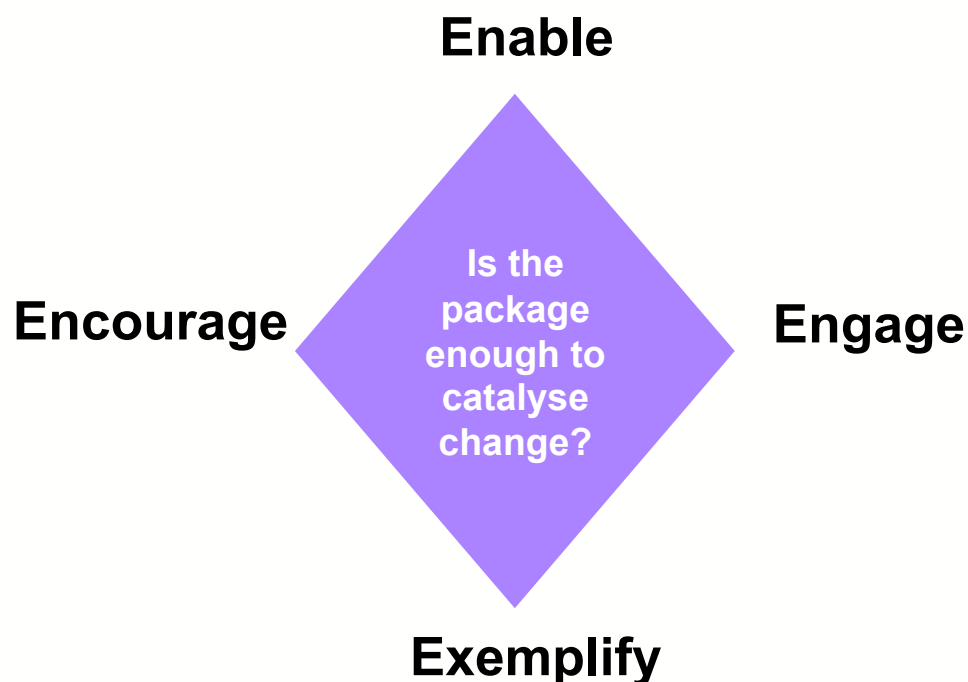 Enable
Encourage
Is the
package
enough to
catalyse
change?
Engage
Exemplify